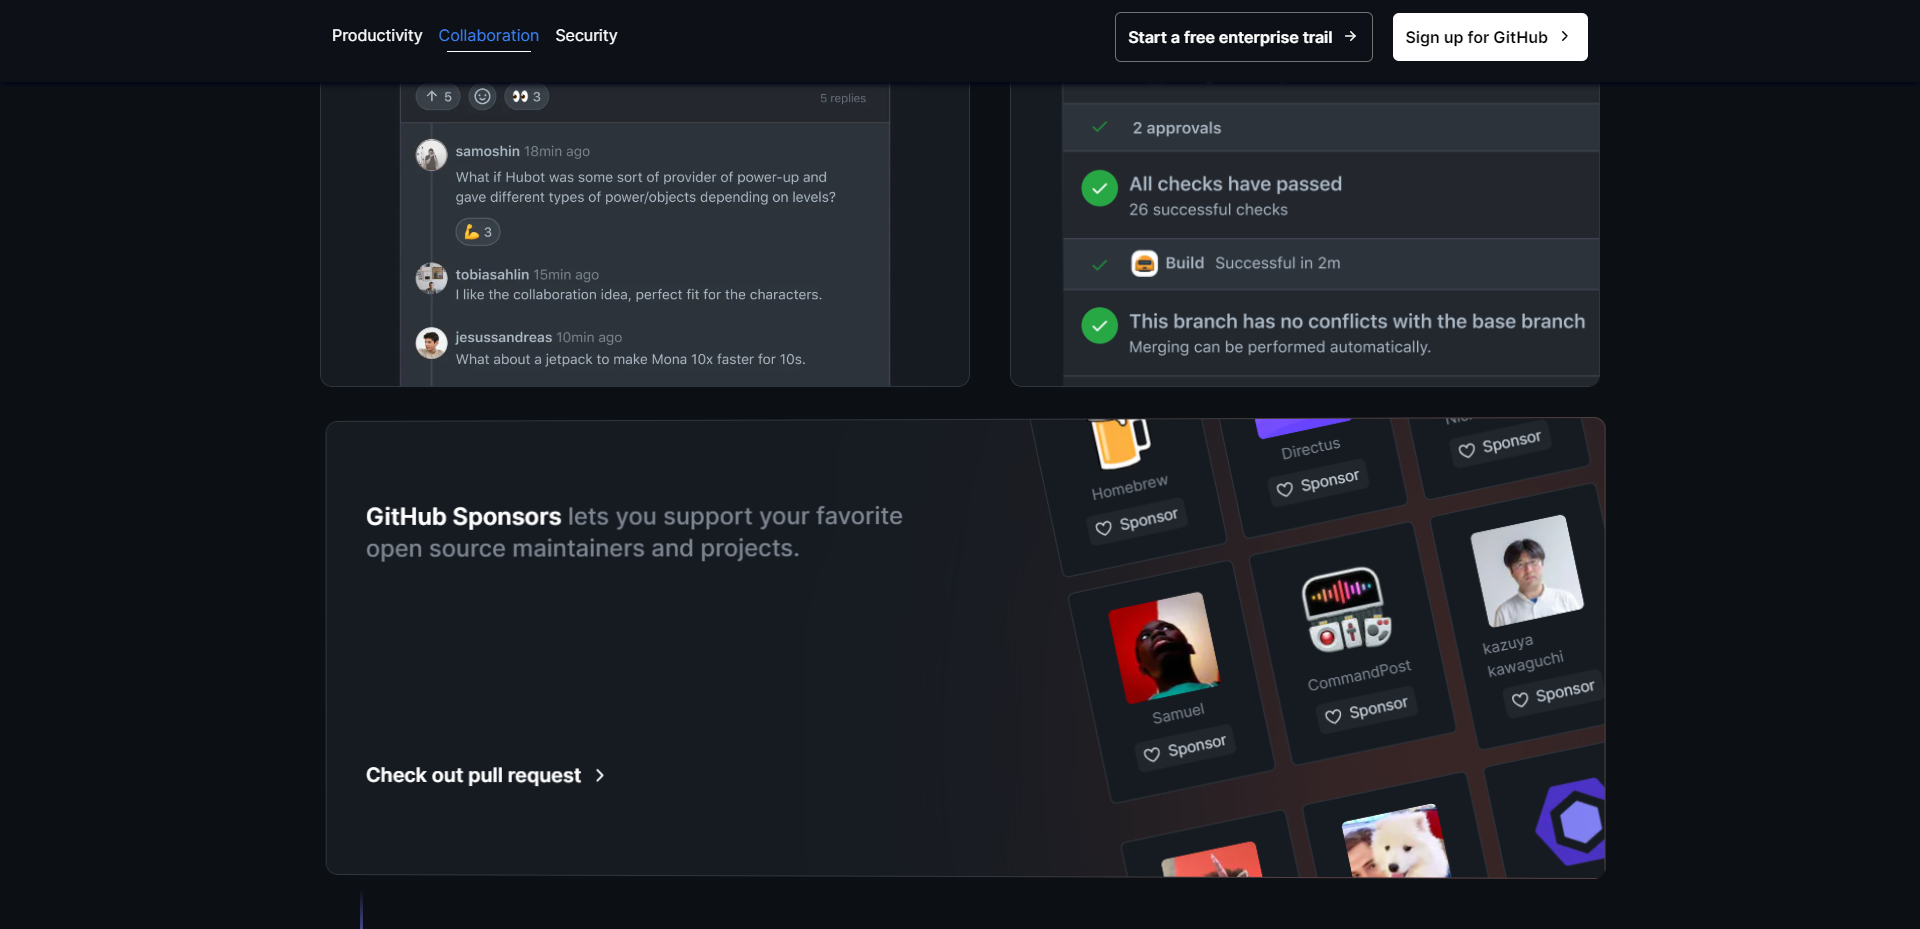 Productivity Collaboration Security
Start a free enterprise trail
Sign up for GitHub
5 3
5 replies
samoshin 18min ago
What if Hubot was some sort of provider of power-up and
gave different types of power/objects depending on levels?
3
tobiasahlin 15min ago
I like the collaboration idea, perfect fit for the characters.
jesussandreas 10min ago
What about a jetpack to make Mona 10x faster for 10s.
2 approvals
All checks have passed
26 successful checks
Build Successful in 2m
This branch has no conflicts with the base branch
Merging can be performed automatically.
GitHub Sponsors lets you support your favorite
open source maintainers and projects.
Check out pull request
Homebrew
Sponsor
Directus
Sponsor
Sponsor
Samuel
Sponsor
CommandPost
Sponsor
kazuya
kawaguchi
Sponsor